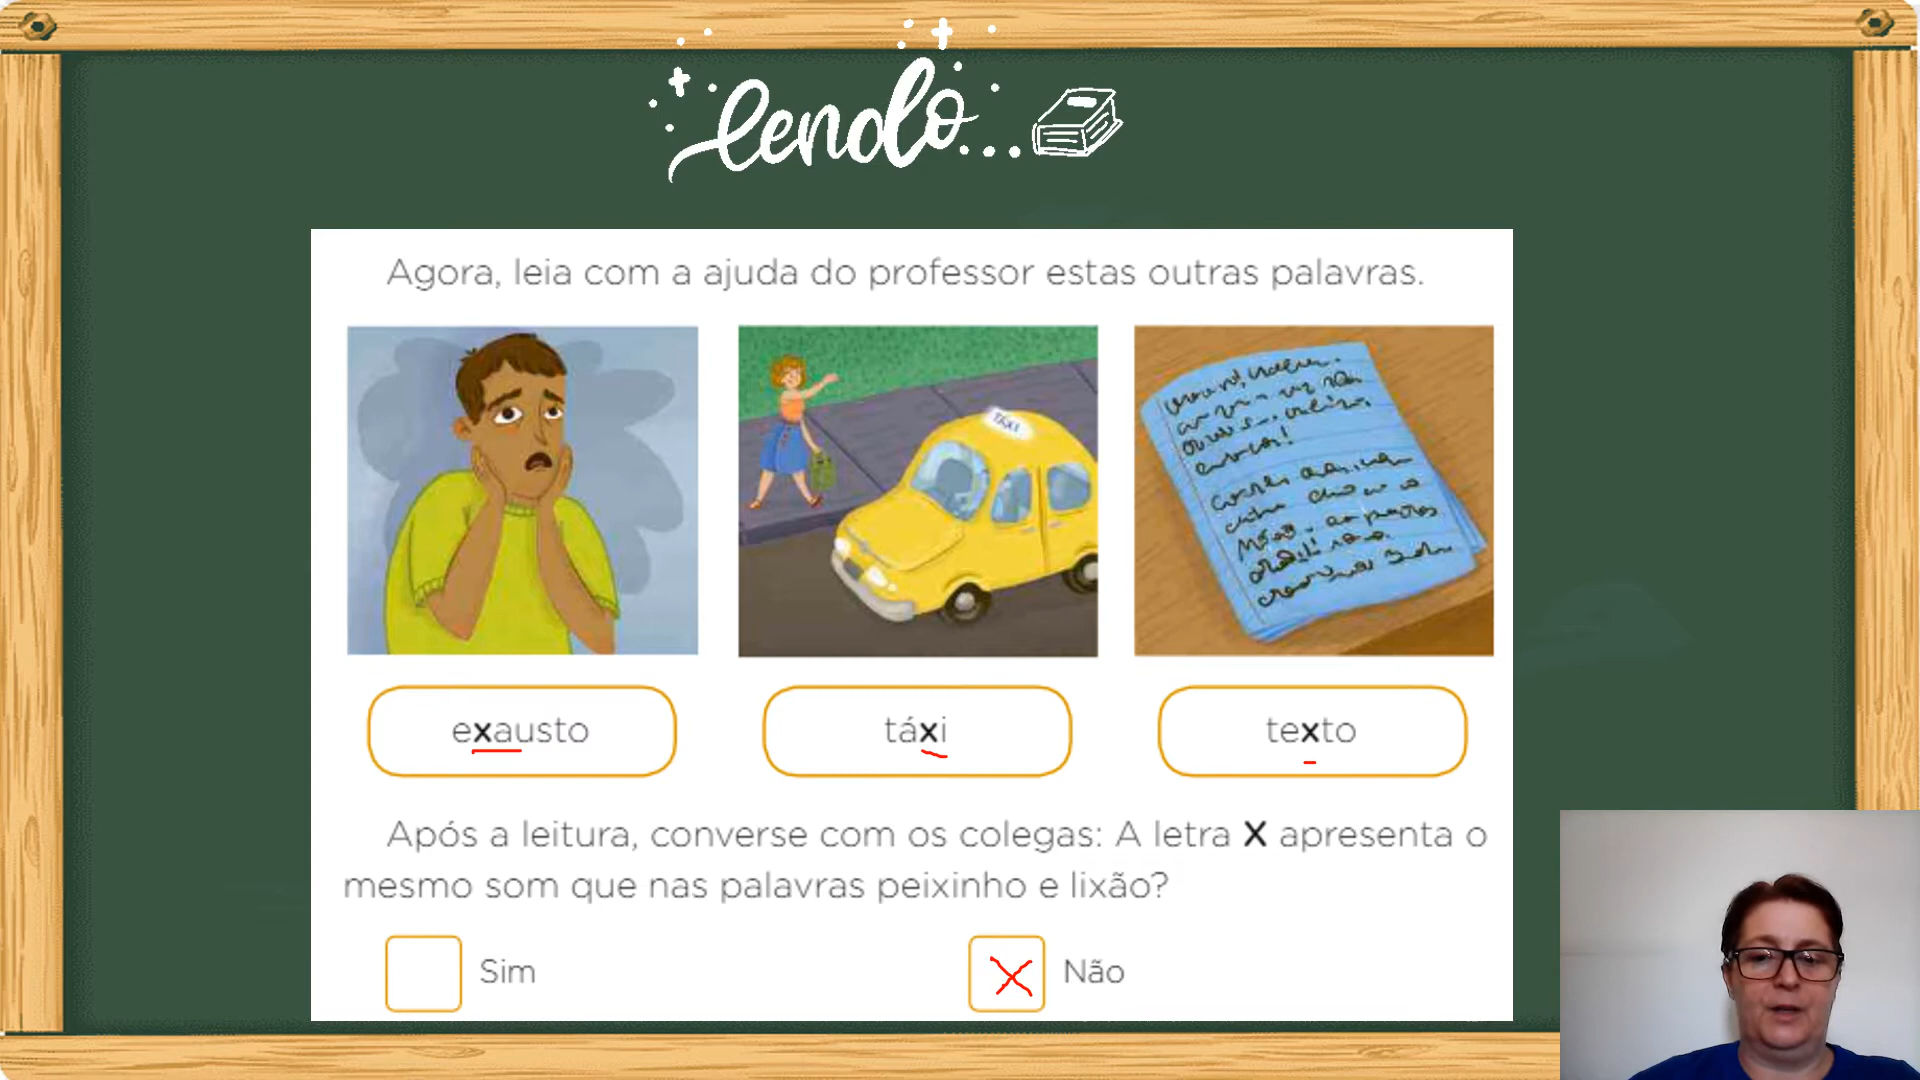 lendo...
Agora, leia com a ajuda do professor estas outras palavras.
TÁXI
exausto
táxi
texto
Após a leitura, converse com os colegas: A letra X apresenta o
mesmo som que nas palavras peixinho e lixão?
Sim
Não